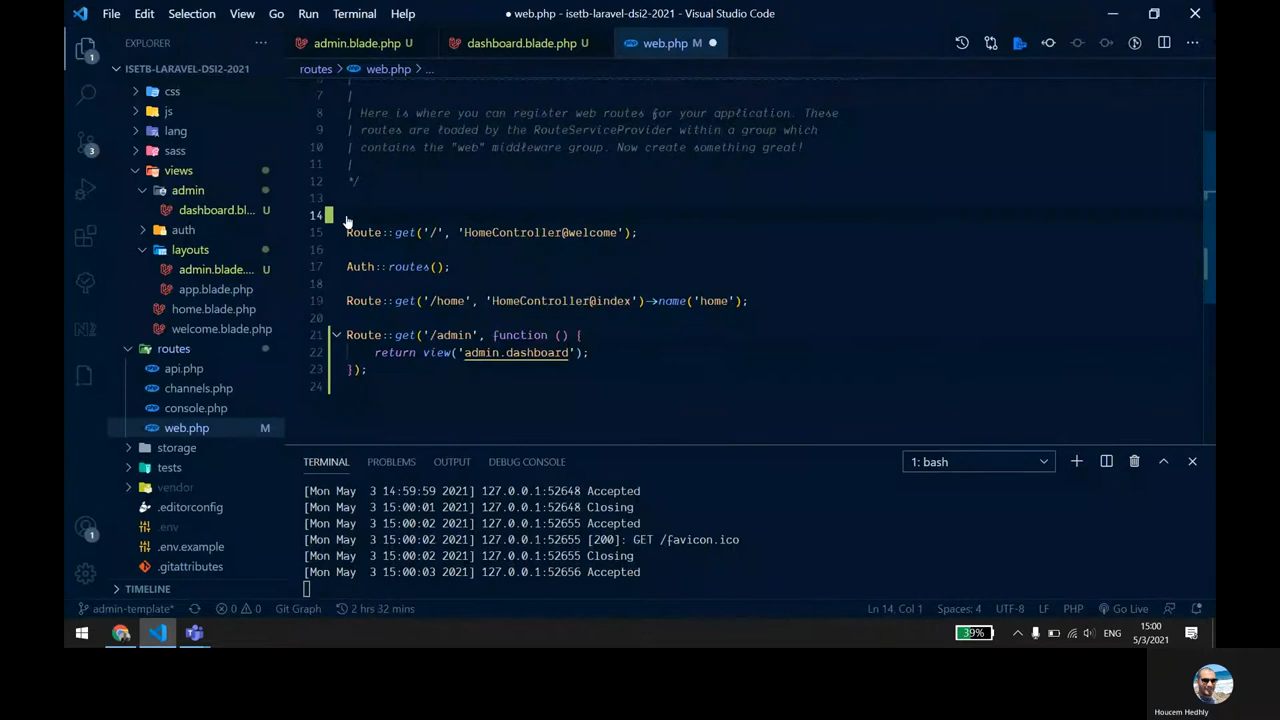 File Edit Selection View Go Run Terminal Help
● web.php - isetb-laravel-dsi2-2021 - Visual Studio Code
EXPLORER
admin.blade.php U
dashboard.blade.php U
web.php M
ISETB-LARAVEL-DSI2-2021
routes > web.php > ...
css
js
lang
sass
views
admin
dashboard.bl... U
auth
layouts
admin.blade.... U
app.blade.php
home.blade.php
welcome.blade.php
routes
api.php
channels.php
console.php
web.php M
storage
tests
vendor
.editorconfig
.env
.env.example
.gitattributes
TIMELINE
7 |
8 | Here is where you can register web routes for your application. These
9 | routes are loaded by the RouteServiceProvider within a group which
10 | contains the "web" middleware group. Now create something great!
11 |
12 */
13
14
15 Route::get('/', 'HomeController@welcome');
16
17 Auth::routes();
18
19 Route::get('/home', 'HomeController@index')->name('home');
20
21 Route::get('/admin', function () {
22 return view('admin.dashboard');
23 });
24
TERMINAL PROBLEMS OUTPUT DEBUG CONSOLE
1: bash
[Mon May 3 14:59:59 2021] 127.0.0.1:52648 Accepted
[Mon May 3 15:00:01 2021] 127.0.0.1:52648 Closing
[Mon May 3 15:00:02 2021] 127.0.0.1:52655 Accepted
[Mon May 3 15:00:02 2021] 127.0.0.1:52655 [200]: GET /favicon.ico
[Mon May 3 15:00:02 2021] 127.0.0.1:52655 Closing
[Mon May 3 15:00:03 2021] 127.0.0.1:52656 Accepted
1
3
1
admin-template* 0 0 Git Graph 2 hrs 32 mins
Ln 14, Col 1 Spaces: 4 UTF-8 LF PHP Go Live
39% ENG
15:00
5/3/2021
Houcem Hedhly